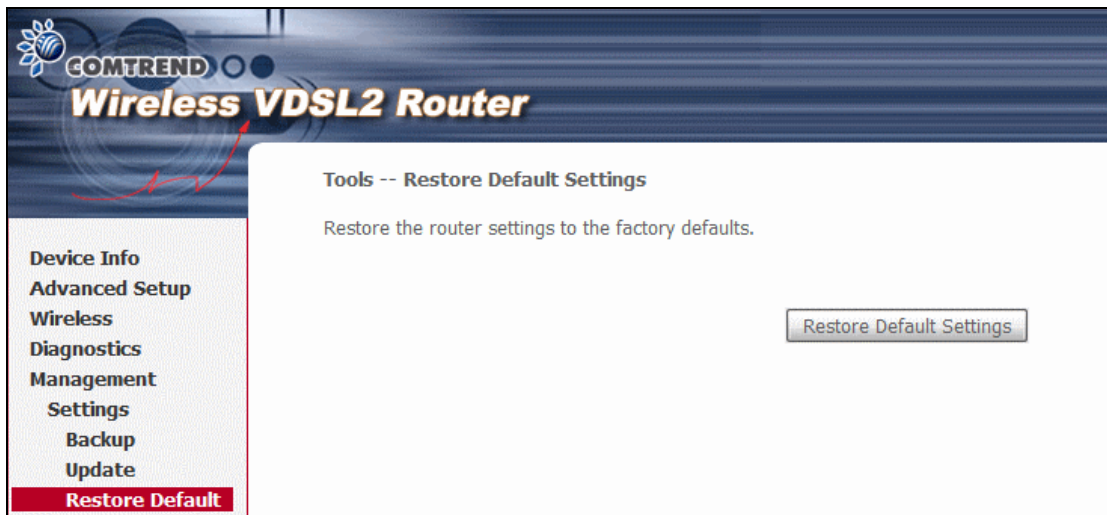 COMTREND
Wireless VDSL2 Router
Tools -- Restore Default Settings
Restore the router settings to the factory defaults.
Restore Default Settings
Device Info
Advanced Setup
Wireless
Diagnostics
Management
Settings
Backup
Update
Restore Default